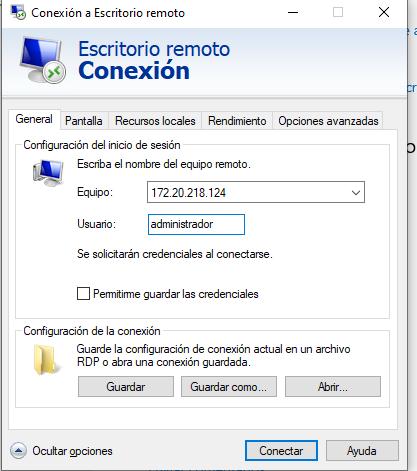 Conexión a Escritorio remoto
Escritorio remoto
Conexión
General Pantalla Recursos locales Rendimiento Opciones avanzadas
Configuración del inicio de sesión
Escriba el nombre del equipo remoto.
Equipo: 172.20.218.124
Usuario: administrador
Se solicitarán credenciales al conectarse.
Permitirme guardar las credenciales
Configuración de la conexión
Guarde la configuración de conexión actual en un archivo
RDP o abra una conexión guardada.
Guardar Guardar como... Abrir...
Ocultar opciones Conectar Ayuda